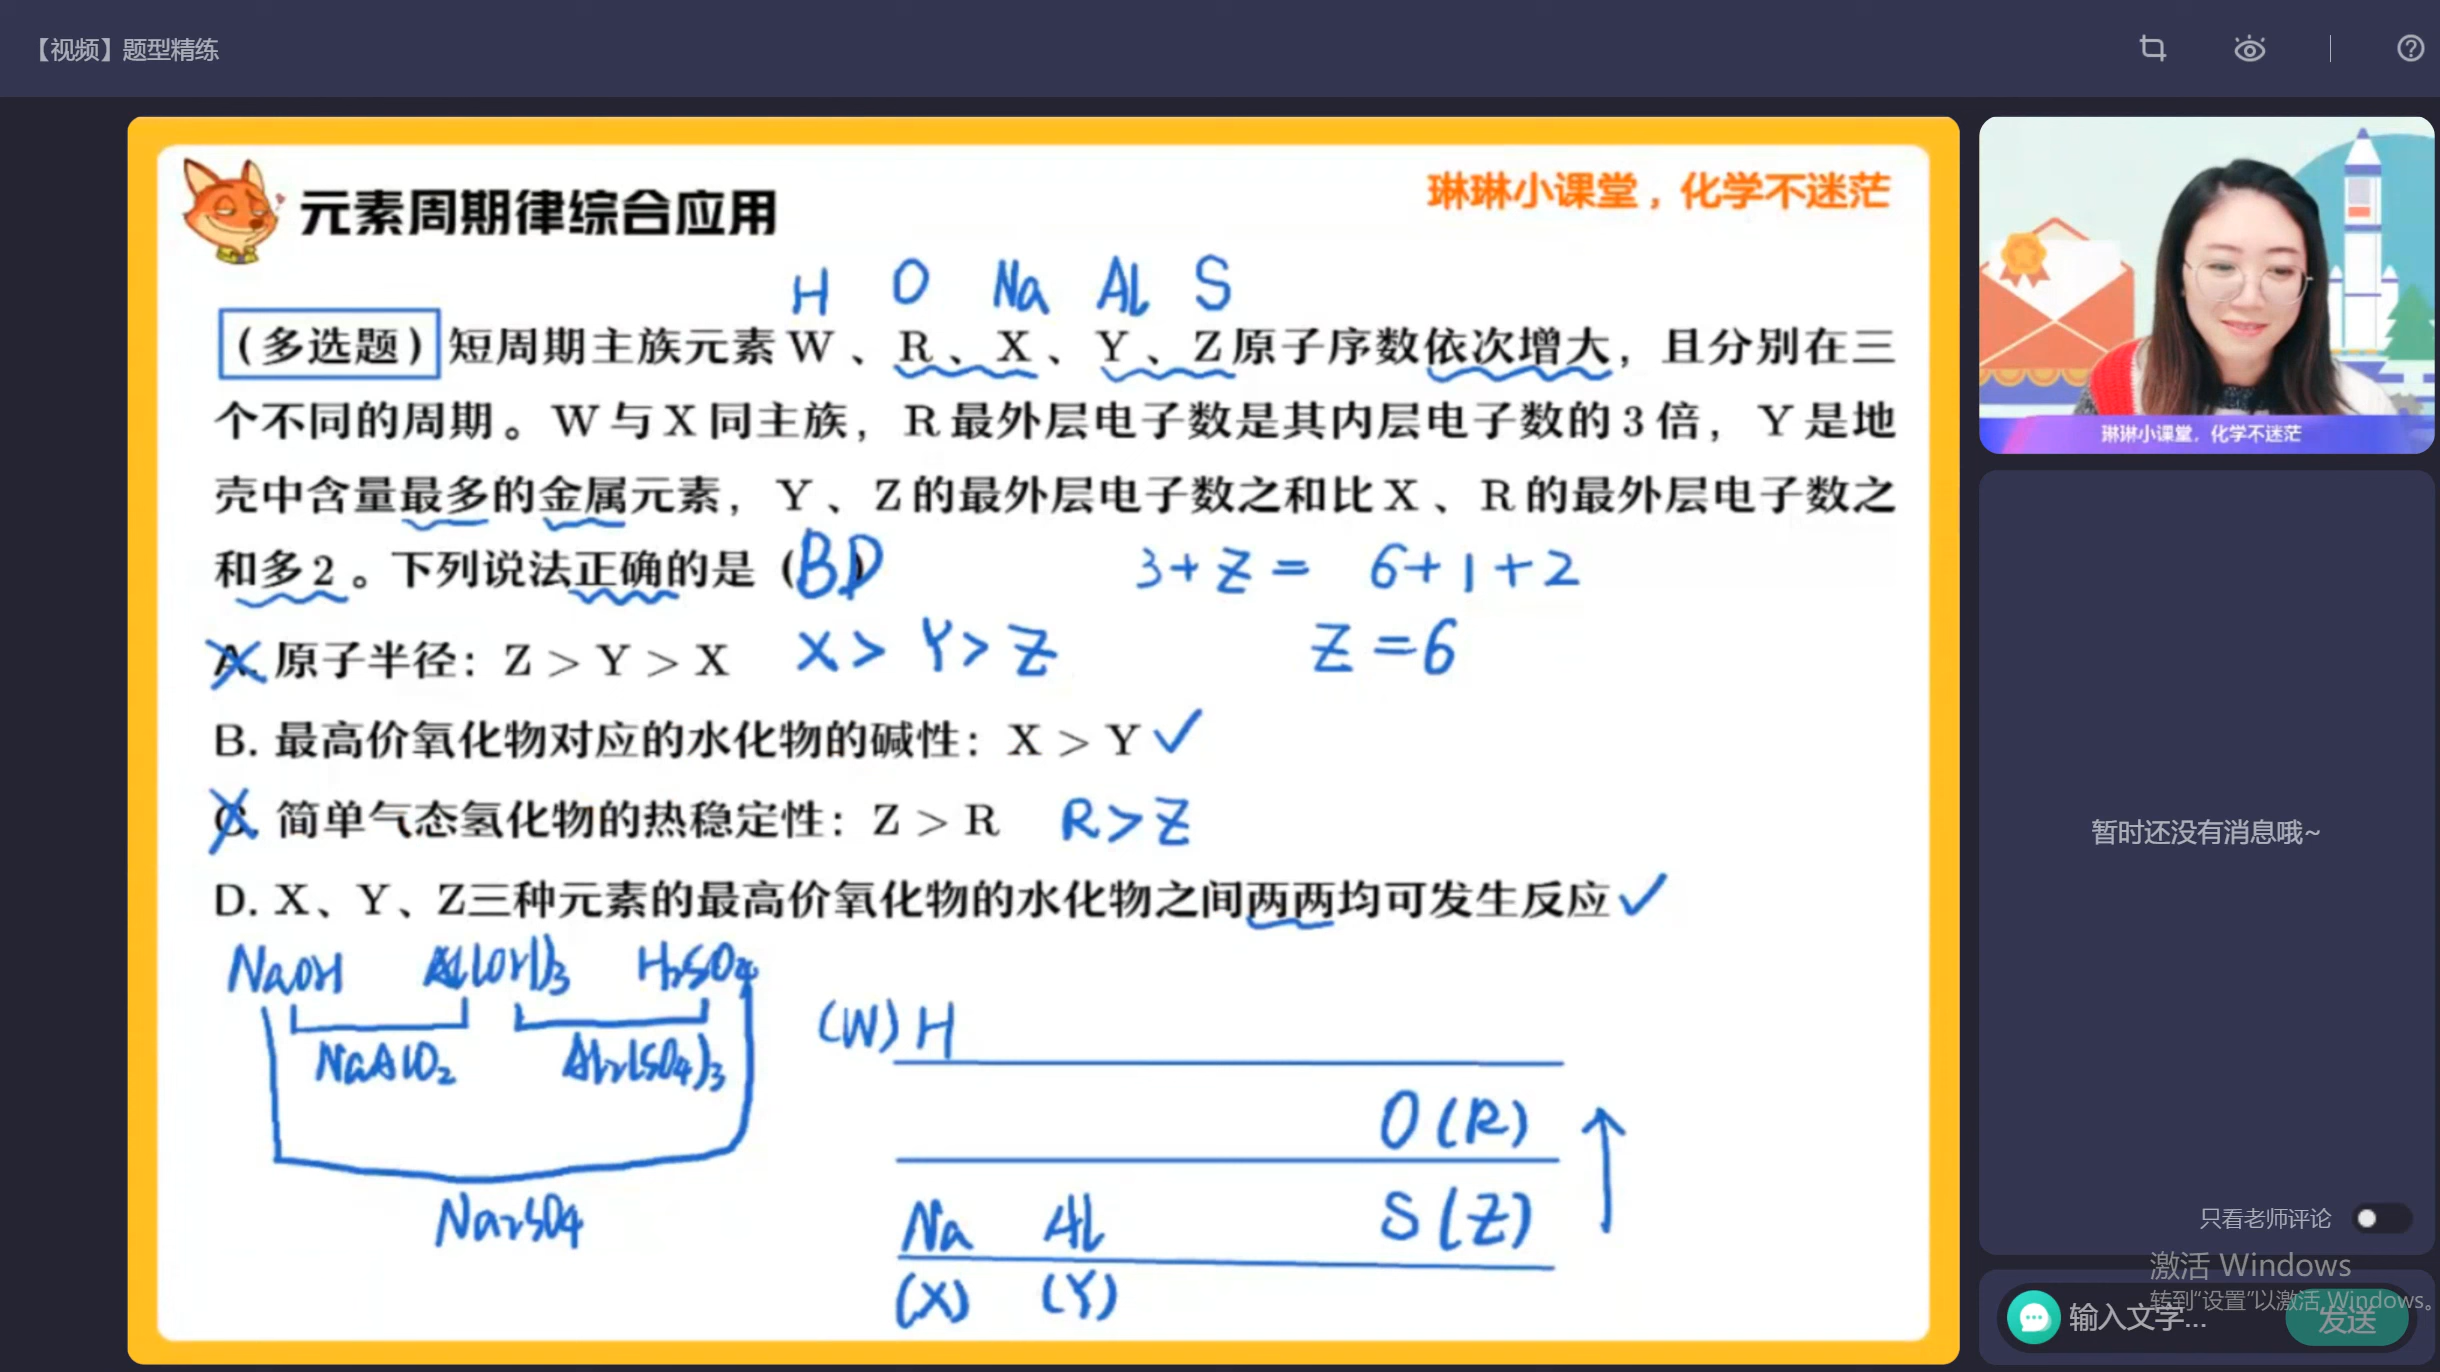 【视频】题型精练
元素周期律综合应用
琳琳小课堂，化学不迷茫
H O Na Al S
（多选题）短周期主族元素W、R、X、Y、Z原子序数依次增大，且分别在三
个不同的周期。W与X同主族，R最外层电子数是其内层电子数的3倍，Y是地
壳中含量最多的金属元素，Y、Z的最外层电子数之和比X、R的最外层电子数之
和多2。下列说法正确的是（BD）
3+Z= 6+1+2
Z=6
A. 原子半径：Z＞Y＞X X>Y>Z
B. 最高价氧化物对应的水化物的碱性：X＞Y ✓
C. 简单气态氢化物的热稳定性：Z＞R R>Z
D. X、Y、Z三种元素的最高价氧化物的水化物之间两两均可发生反应 ✓
NaOH Al(OH)3 H2SO4
NaAlO2 Al2(SO4)3
Na2SO4
(W) H
O (R)
Na Al S (Z)
(X) (Y)
琳琳小课堂，化学不迷茫
暂时还没有消息哦~
只看老师评论
激活 Windows
转到"设置"以激活 Windows。
输入文字...
发送